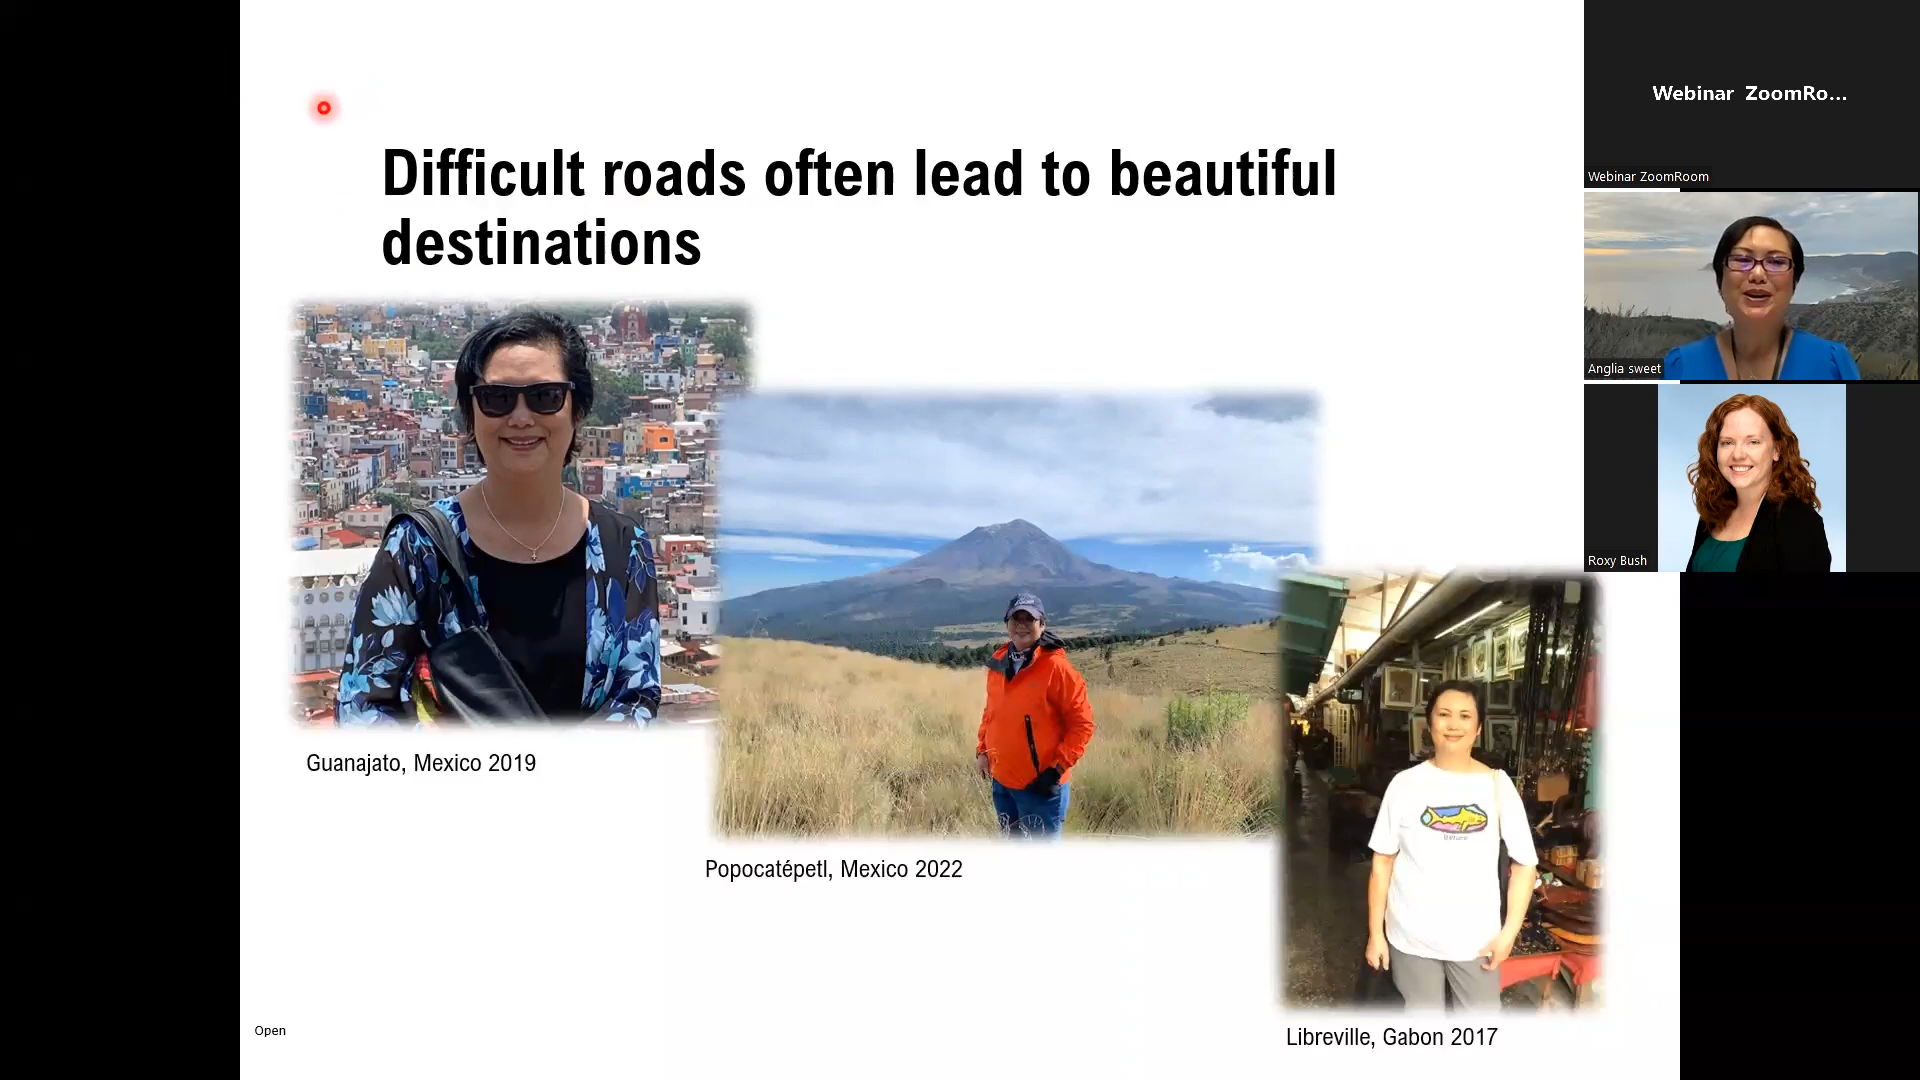 Difficult roads often lead to beautiful
destinations
Guanajato, Mexico 2019
Popocatépetl, Mexico 2022
Libreville, Gabon 2017
Open
Webinar ZoomRo...
Webinar ZoomRoom
Anglia sweet
Roxy Bush